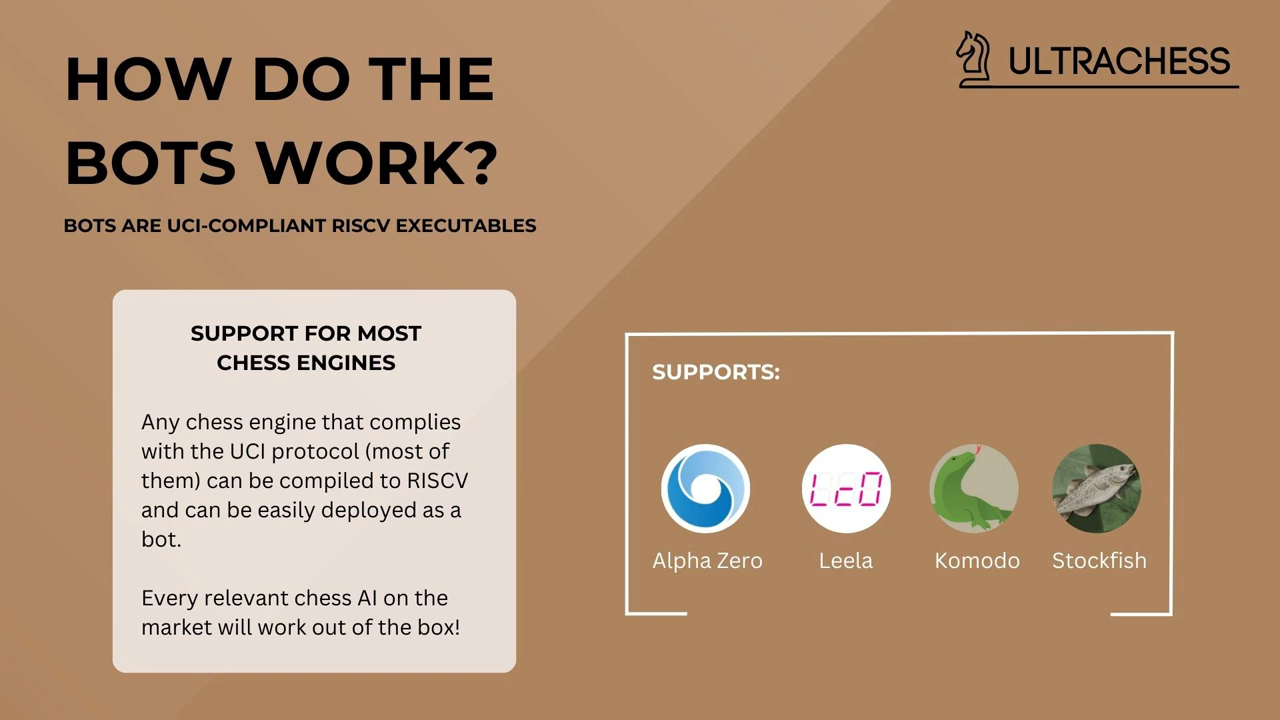 HOW DO THE
BOTS WORK?
BOTS ARE UCI-COMPLIANT RISCV EXECUTABLES
ULTRACHESS
SUPPORT FOR MOST
CHESS ENGINES
Any chess engine that complies
with the UCI protocol (most of
them) can be compiled to RISCV
and can be easily deployed as a
bot.
Every relevant chess AI on the
market will work out of the box!
SUPPORTS:
Lc0
Alpha Zero
Leela
Komodo
Stockfish